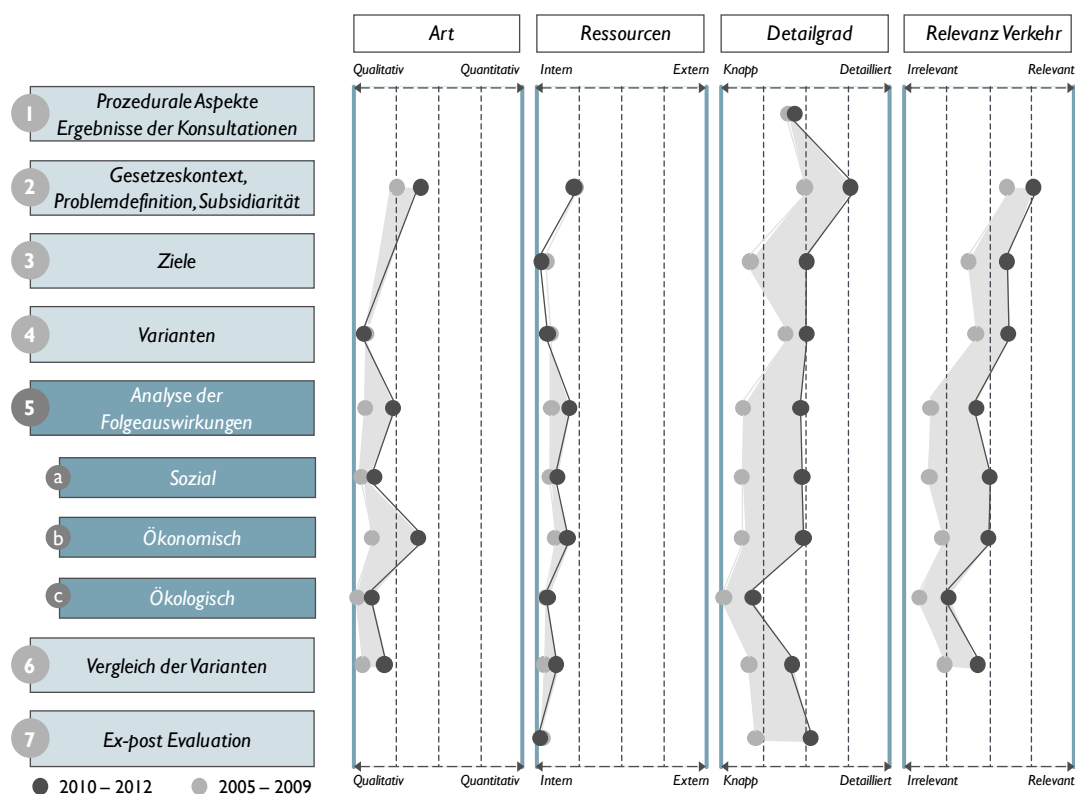 Art
Ressourcen
Detailgrad
Relevanz Verkehr
Qualitativ
Quantitativ
Intern
Extern
Knapp
Detailliert
Irrelevant
Relevant
1
Prozedurale Aspekte
Ergebnisse der Konsultationen
2
Gesetzeskontext,
Problemdefinition, Subsidiarität
3
Ziele
4
Varianten
5
Analyse der
Folgeauswirkungen
a
Sozial
b
Ökonomisch
c
Ökologisch
6
Vergleich der Varianten
7
Ex-post Evaluation
Qualitativ
Quantitativ
Intern
Extern
Knapp
Detailliert
Irrelevant
Relevant
2010 – 2012
2005 – 2009